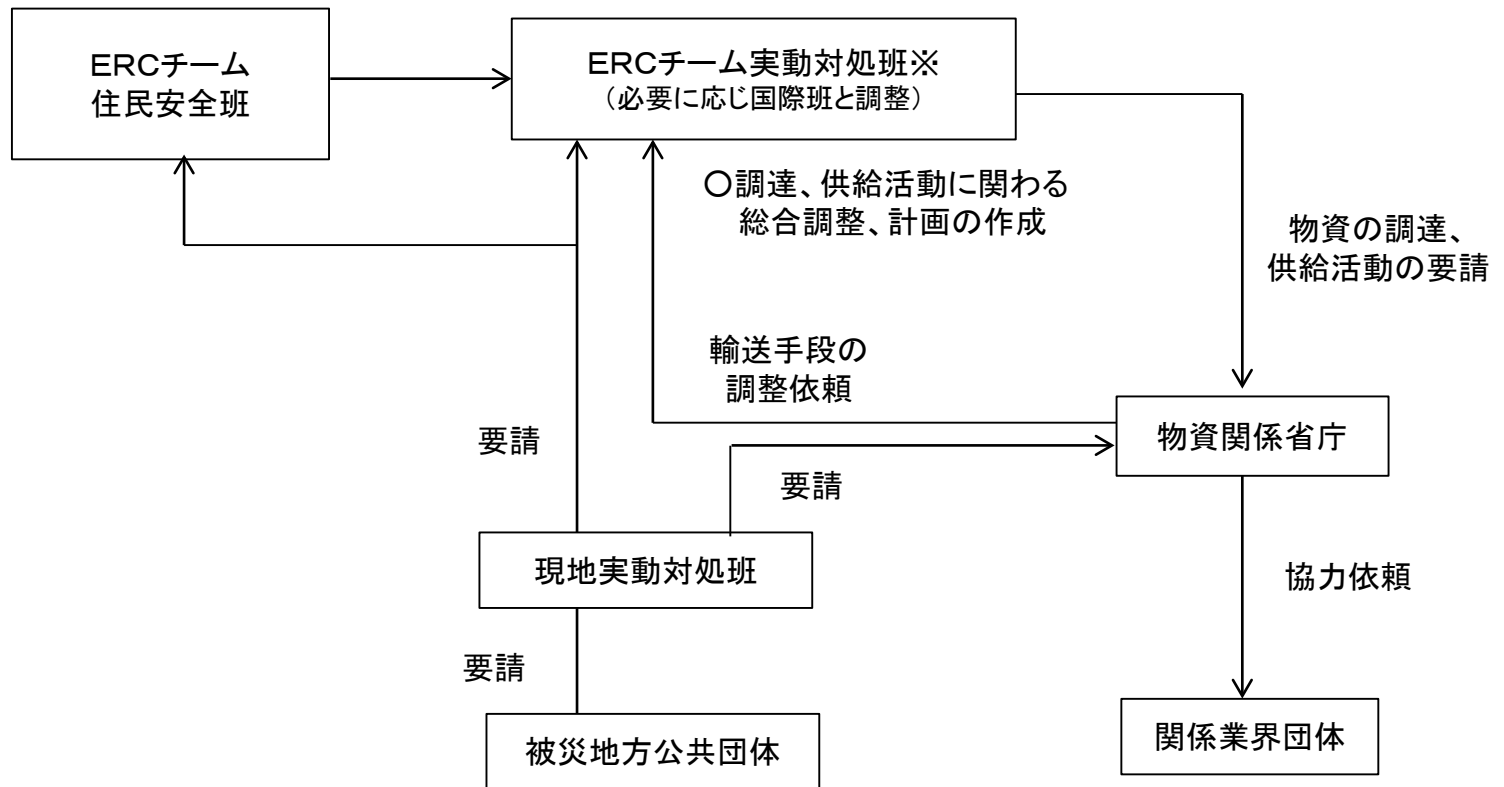 ERCチーム
住民安全班
ERCチーム実動対処班※
（必要に応じ国際班と調整）
○調達、供給活動に関わる
総合調整、計画の作成
物資の調達、
供給活動の要請
輸送手段の
調整依頼
物資関係省庁
要請
要請
現地実動対処班
協力依頼
要請
被災地方公共団体
関係業界団体